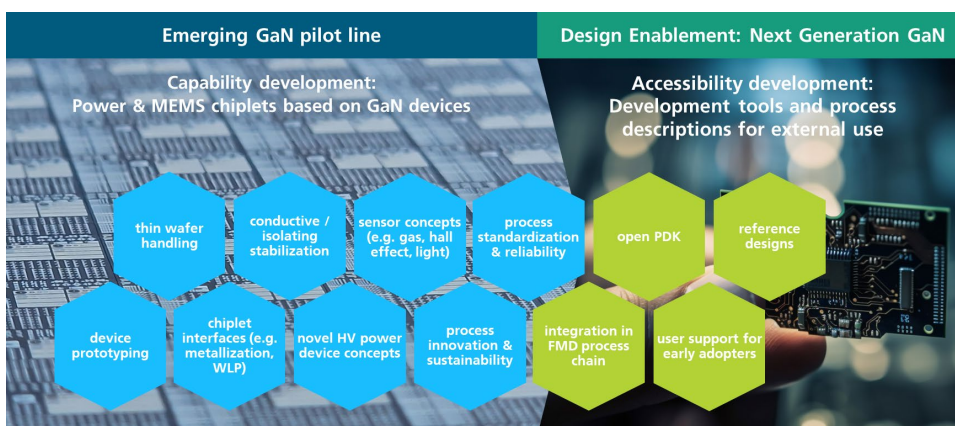 Emerging GaN pilot line
Design Enablement: Next Generation GaN
Capability development:
Power & MEMS chiplets based on GaN devices
Accessibility development:
Development tools and process
descriptions for external use
thin wafer
handling
conductive /
isolating
stabilization
sensor concepts
(e.g. gas, hall
effect, light)
process
standardization
& reliability
open PDK
reference
designs
device
prototyping
chiplet
interfaces (e.g.
metallization,
WLP)
novel HV power
device concepts
process
innovation &
sustainability
integration in
FMD process
chain
user support for
early adopters